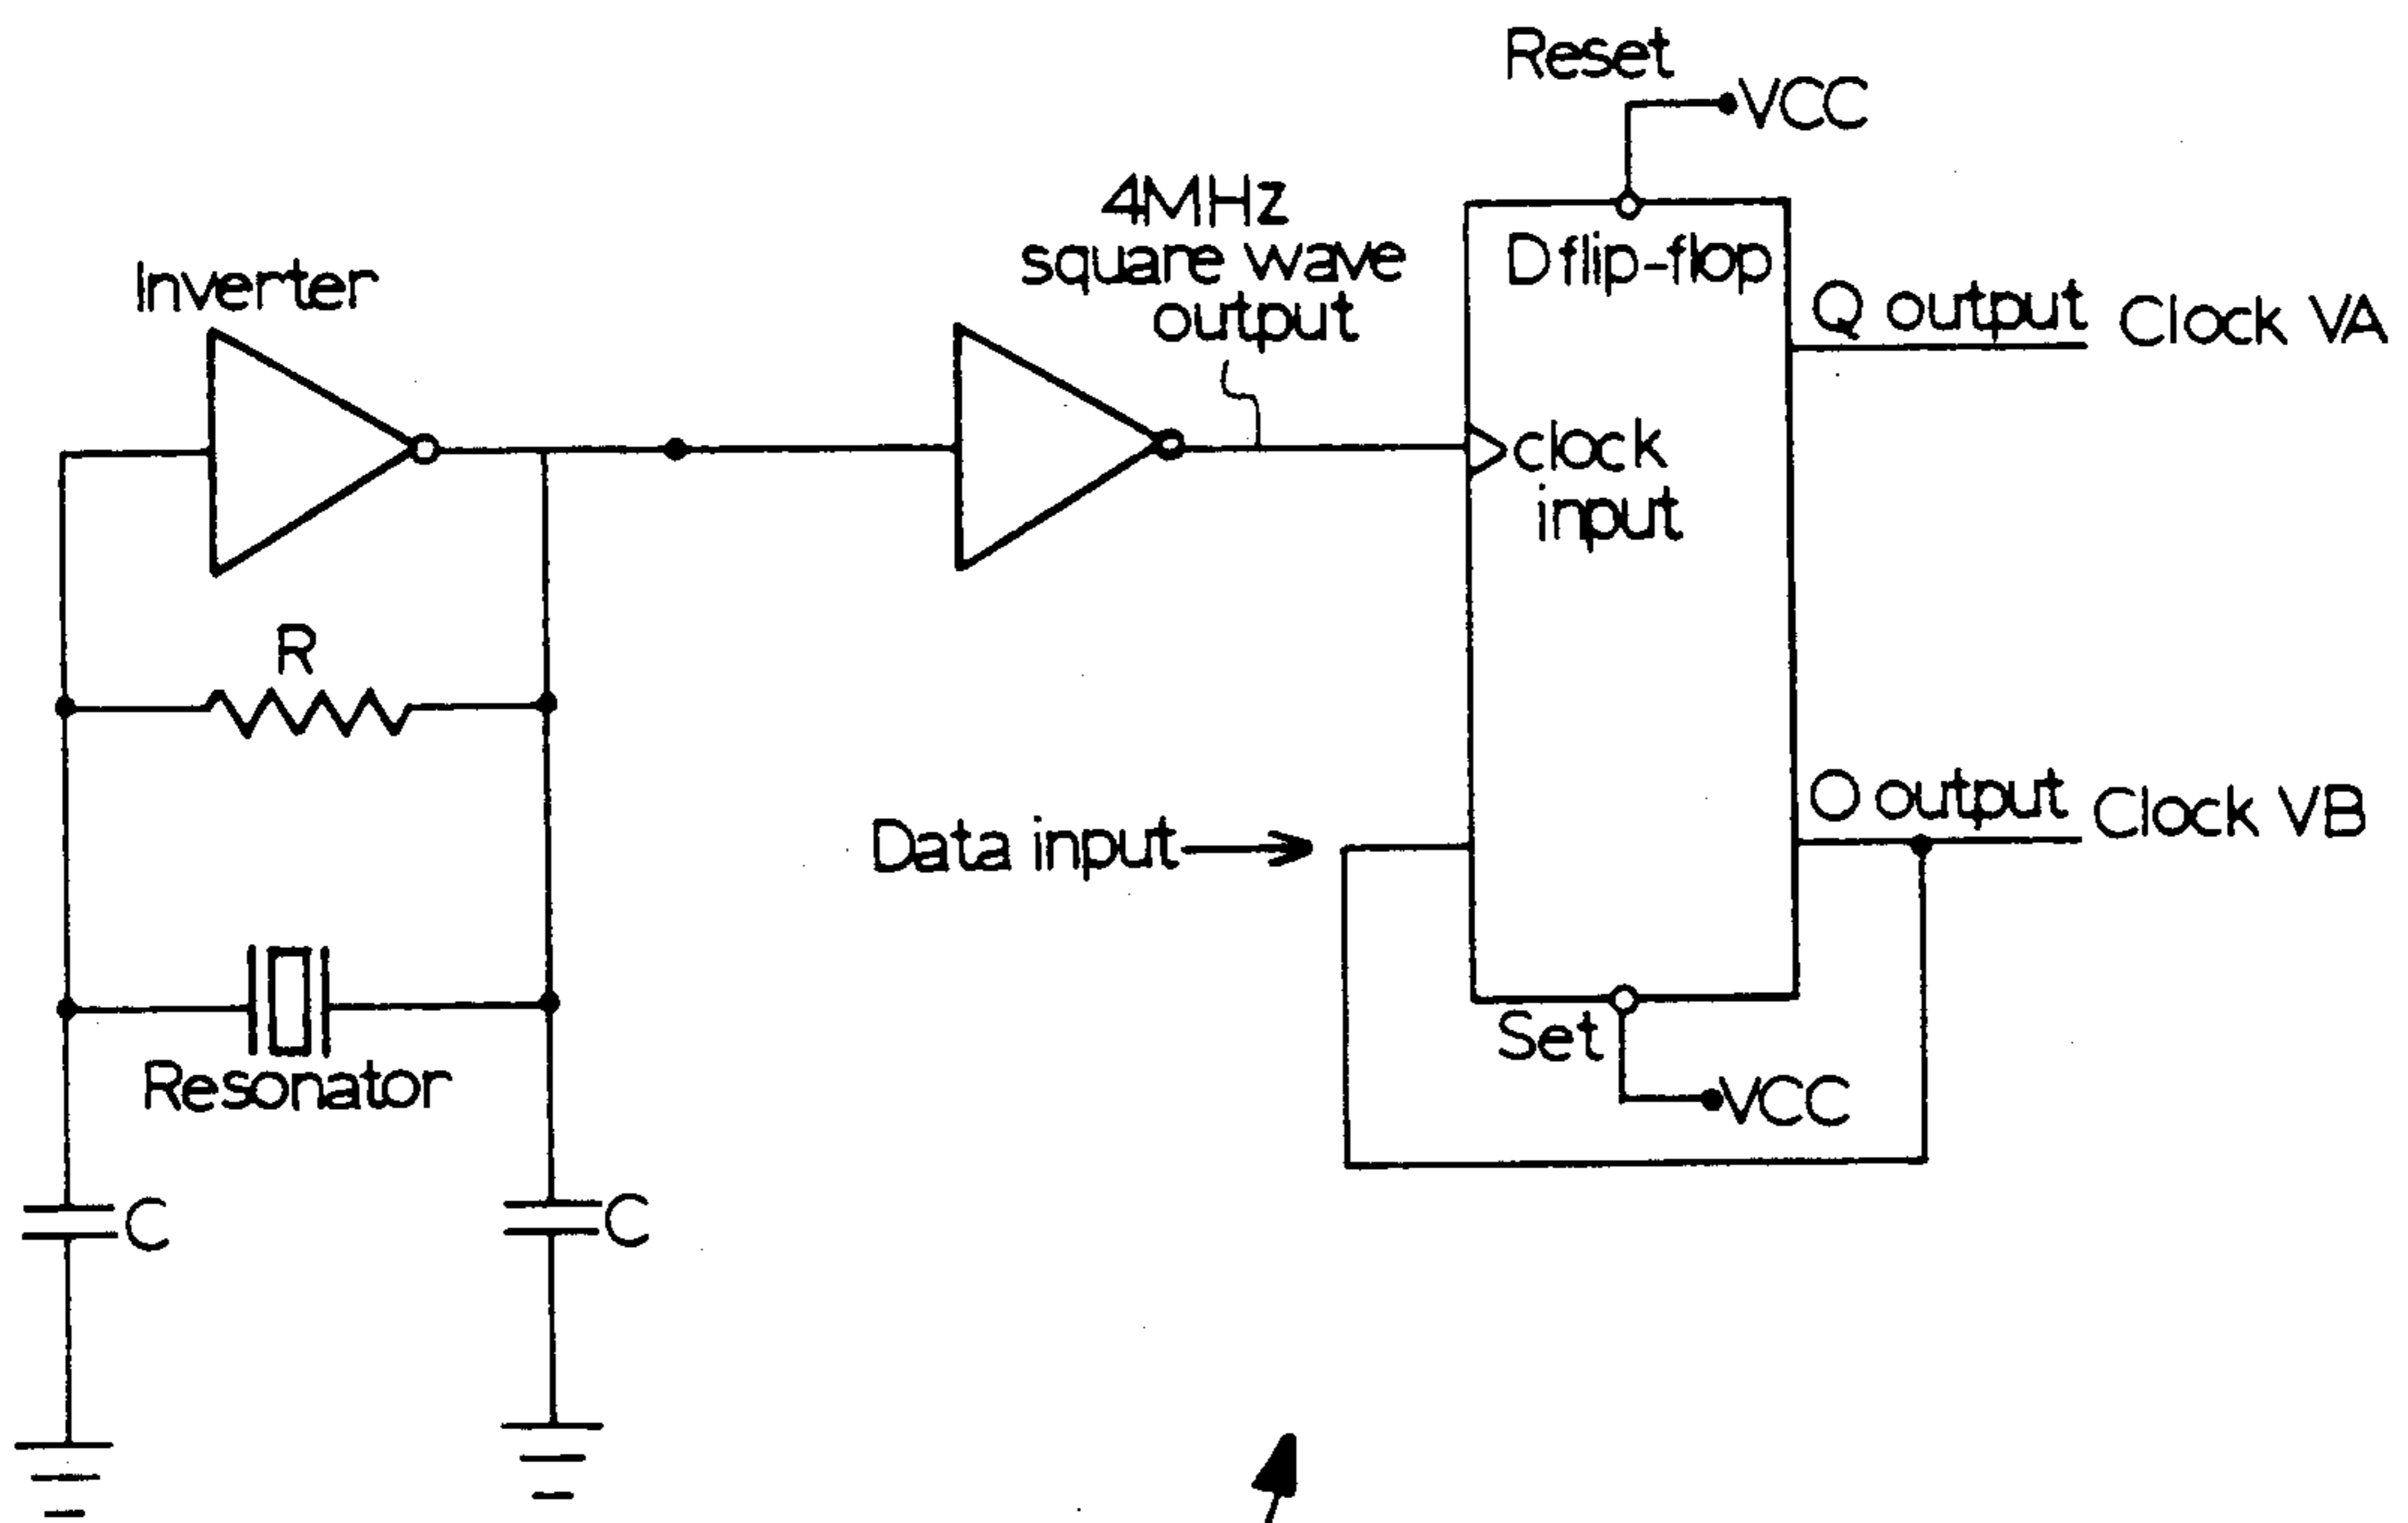 Reset
VCC
4MHz
square wave
output
Inverter
D flip-flop
Q output
Clock VA
clock
input
R
Data input
O output
Clock VB
Set
VCC
Resonator
C
C